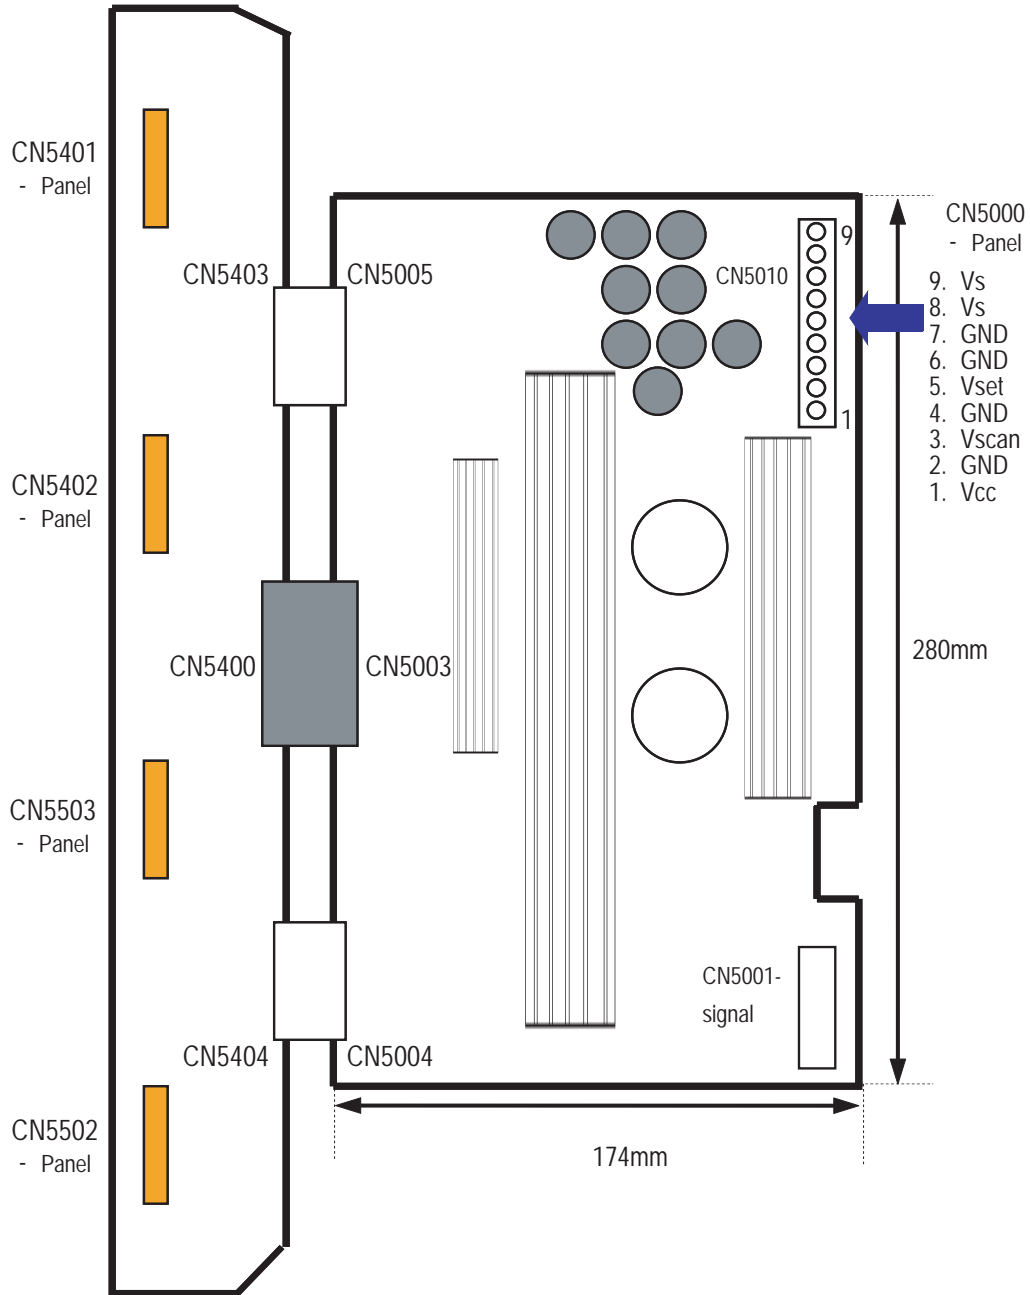 CN5401
- Panel
CN5403
CN5005
CN5010
9
1
CN5000
- Panel
9. Vs
8. Vs
7. GND
6. GND
5. Vset
4. GND
3. Vscan
2. GND
1. Vcc
CN5402
- Panel
CN5400
CN5003
280mm
CN5503
- Panel
CN5001-
signal
CN5404
CN5004
CN5502
- Panel
174mm